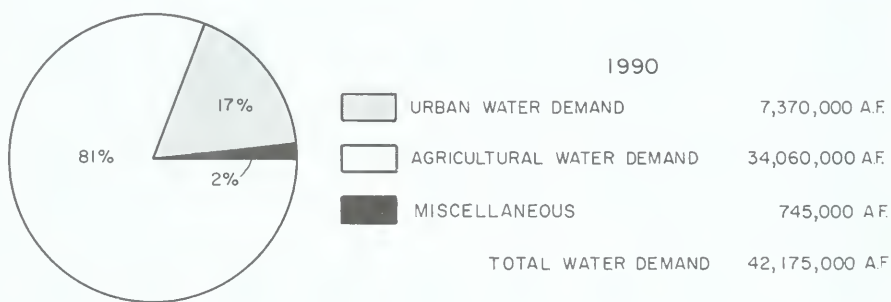 1990
17%
81%
2%
URBAN WATER DEMAND 7,370,000 A.F.
AGRICULTURAL WATER DEMAND 34,060,000 A.F.
MISCELLANEOUS 745,000 A.F.
TOTAL WATER DEMAND 42,175,000 A.F.